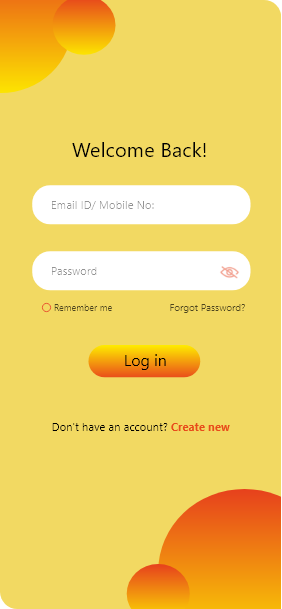 Welcome Back!
Email ID/ Mobile No:
Password
Remember me
Forgot Password?
Log in
Don't have an account? Create new